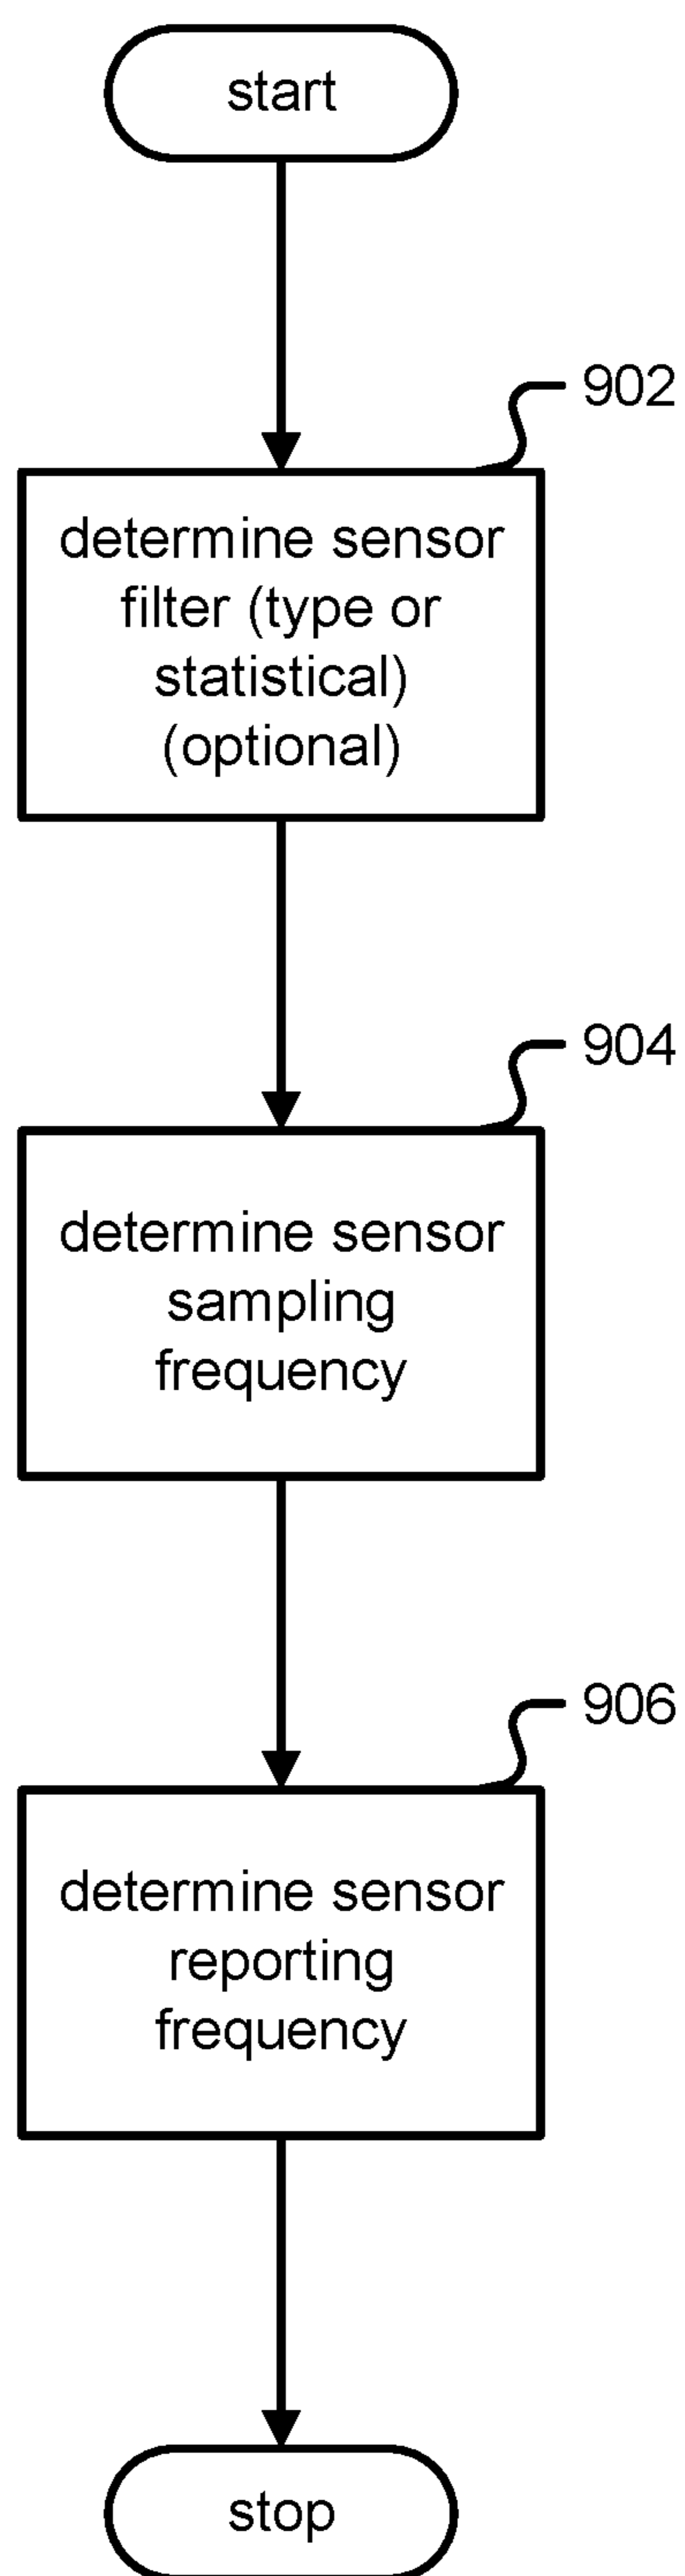 start
902
determine sensor
filter (type or
statistical)
(optional)
904
determine sensor
sampling
frequency
906
determine sensor
reporting
frequency
stop